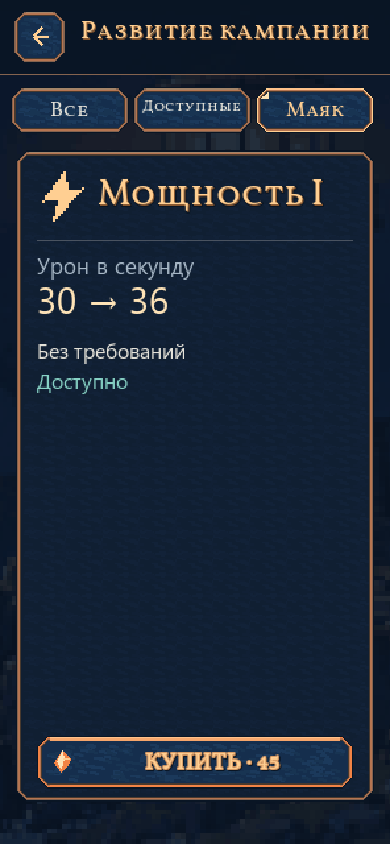 Развитие кампании
Все
Доступные
Маяк
Мощность I
Урон в секунду
30 → 36
Без требований
Доступно
КУПИТЬ · 45